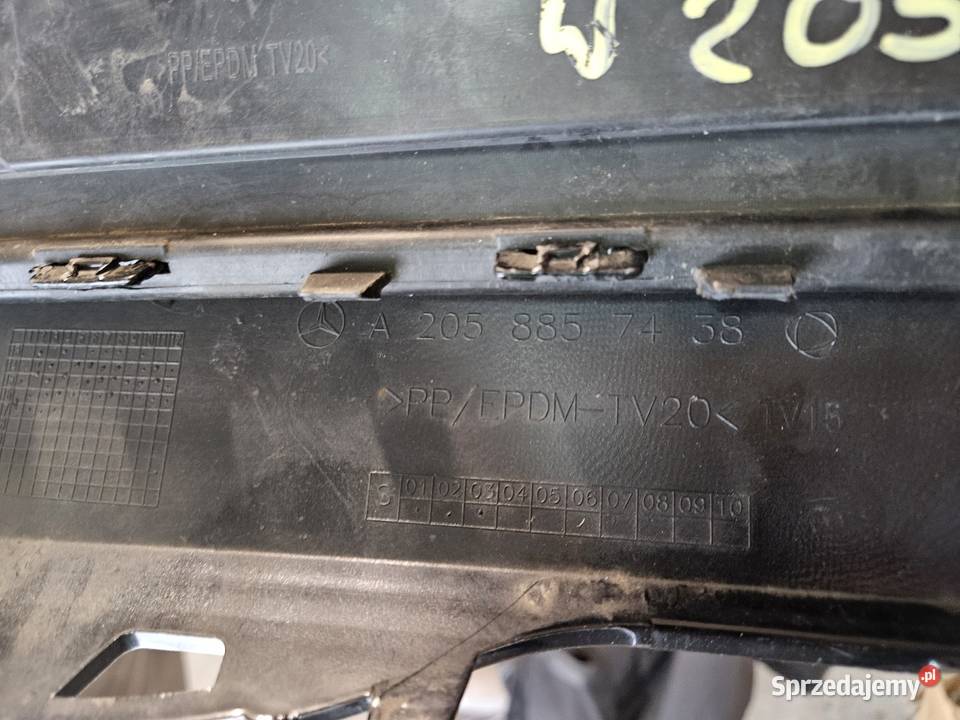 >PP/EPDM TV20<
W 205
A 205 885 74 38
>PP/EPDM-TV20< TV15
S 01 02 03 04 05 06 07 08 09 10
Sprzedajemy.pl